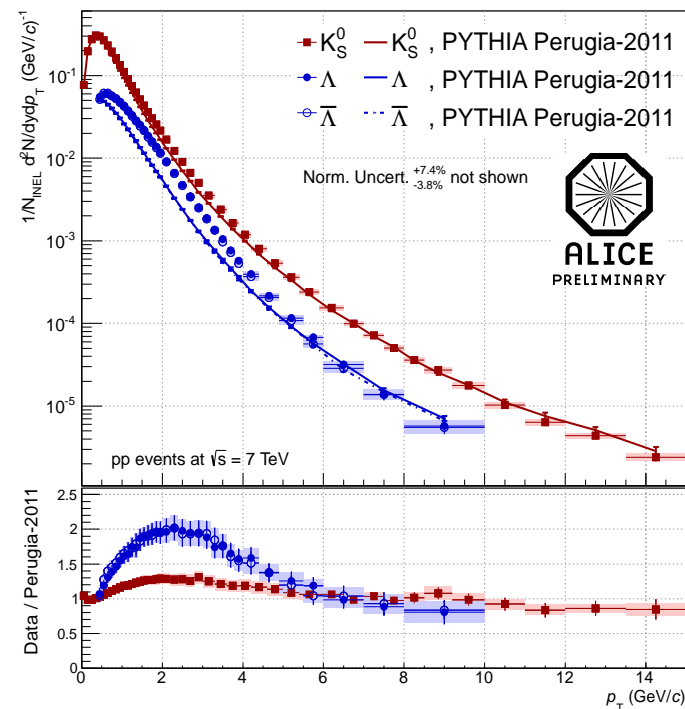 1/N_INEL d²N/dydp_T (GeV/c)⁻¹
10⁻¹
10⁻²
10⁻³
10⁻⁴
10⁻⁵
K⁰_S K⁰_S , PYTHIA Perugia-2011
Λ Λ , PYTHIA Perugia-2011
Λ̅ Λ̅ , PYTHIA Perugia-2011
Norm. Uncert. +7.4% -3.8% not shown
ALICE
PRELIMINARY
pp events at √s = 7 TeV
Data / Perugia-2011
2.5
2
1.5
1
0.5
0
0 2 4 6 8 10 12 14
p_T (GeV/c)